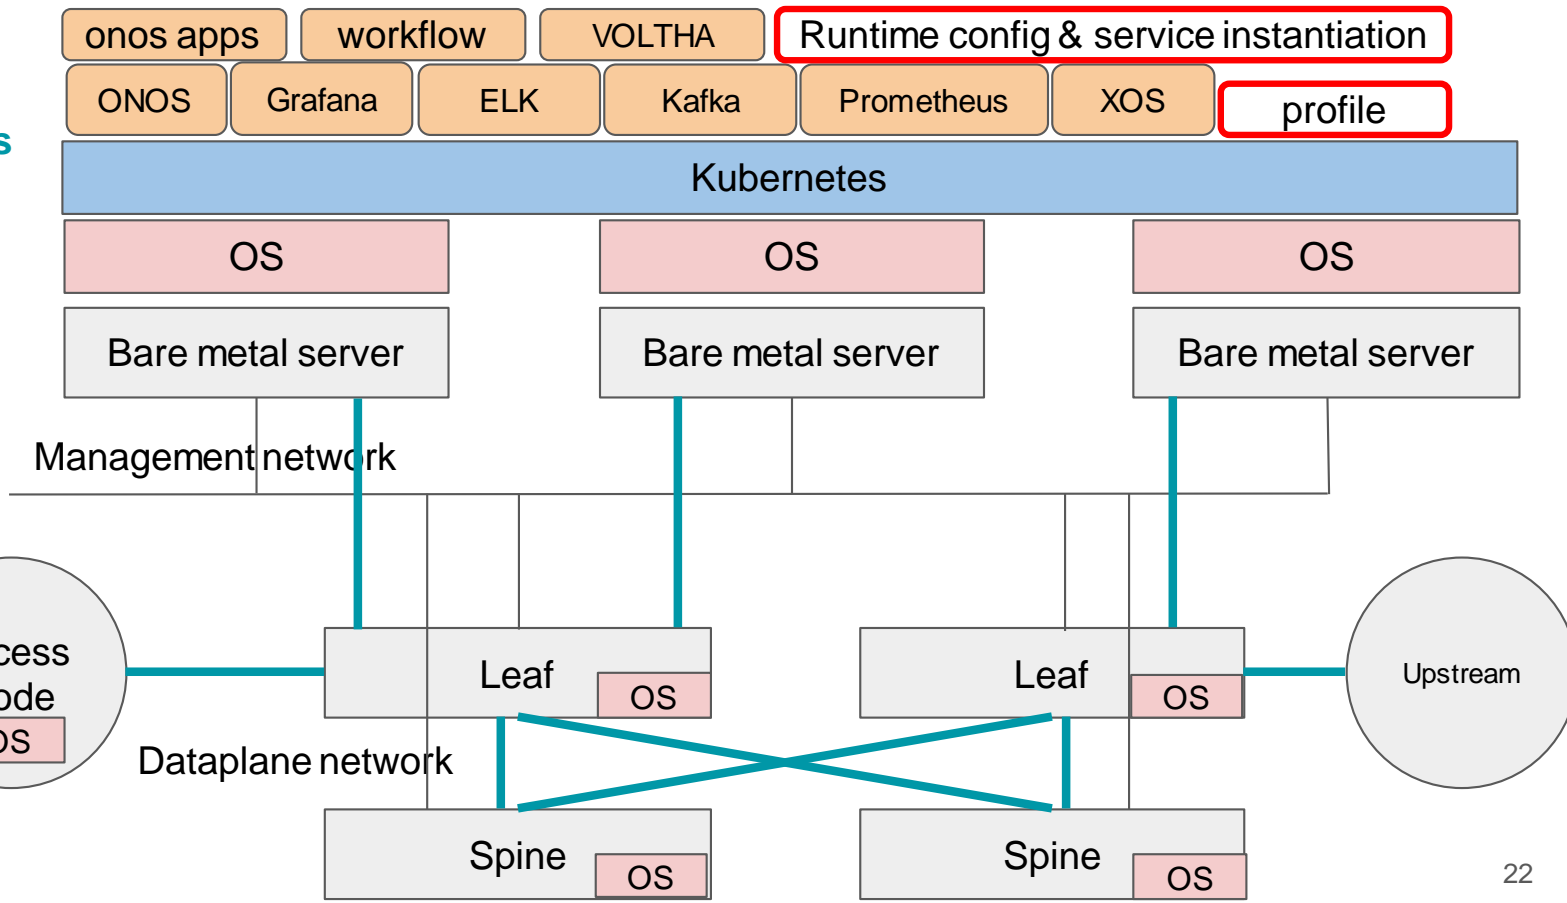 onos apps workflow VOLTHA Runtime config & service instantiation
ONOS Grafana ELK Kafka Prometheus XOS profile
Kubernetes
OS OS OS
Bare metal server Bare metal server Bare metal server
Management network
Leaf OS Leaf OS Upstream
Dataplane network
Spine OS Spine OS
22